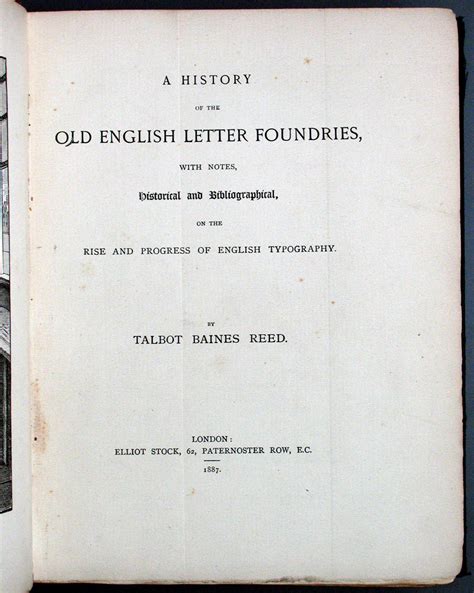 A HISTORY
OF THE
OLD ENGLISH LETTER FOUNDRIES,
WITH NOTES,
Historical and Bibliographical,
ON THE
RISE AND PROGRESS OF ENGLISH TYPOGRAPHY.
BY
TALBOT BAINES REED.
LONDON:
ELLIOT STOCK, 62, PATERNOSTER ROW, E.C.
1887.